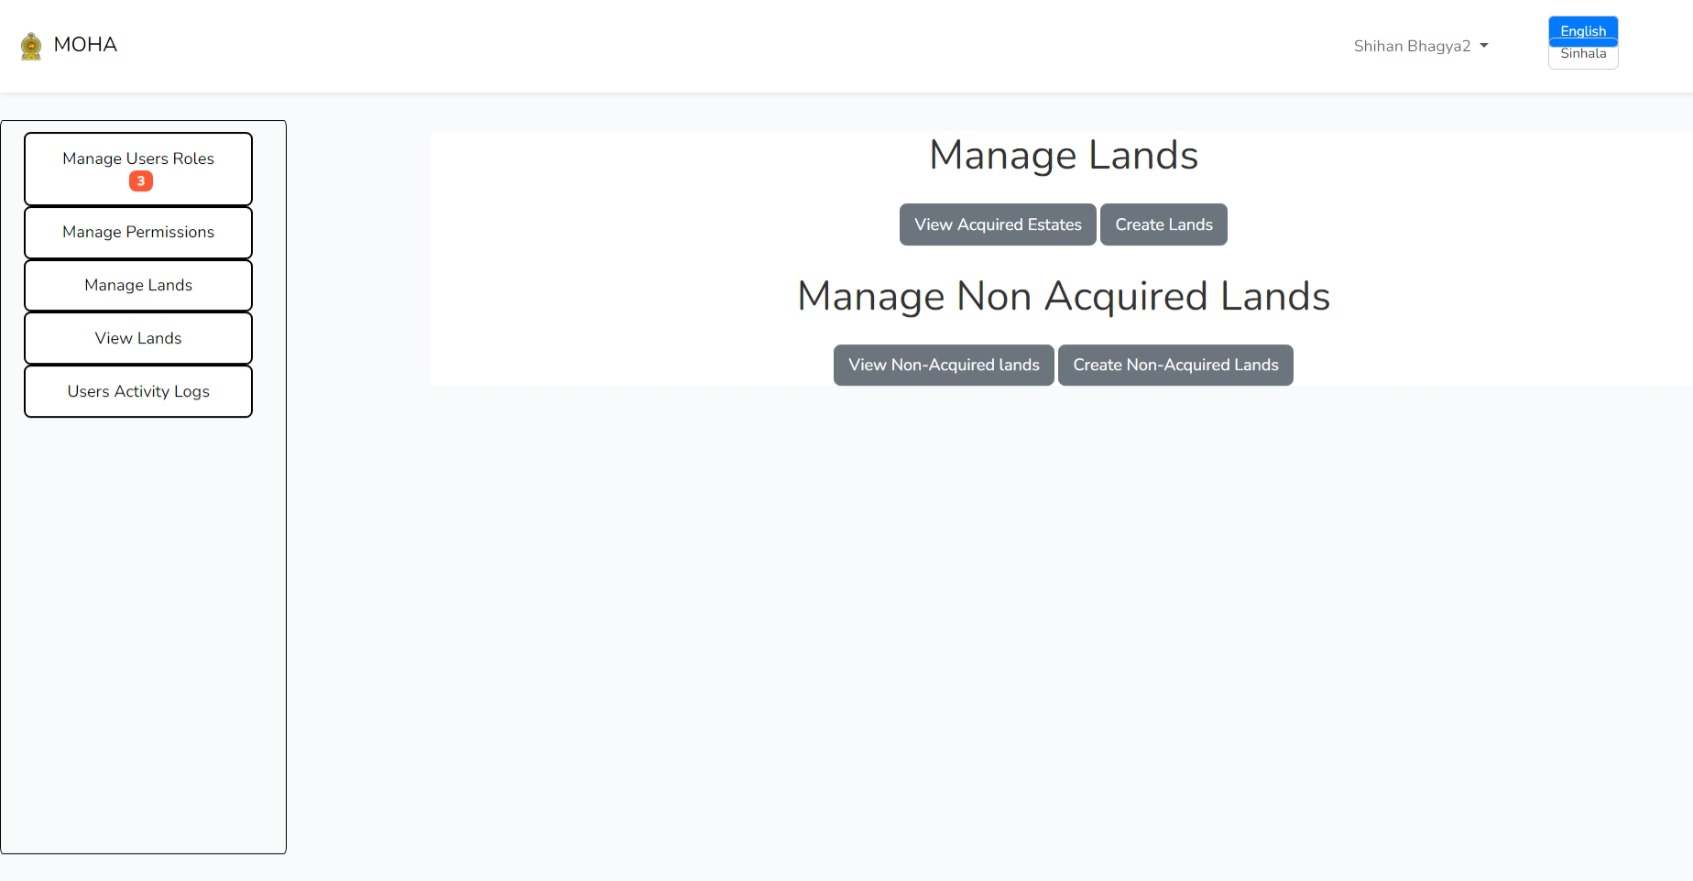 MOHA
Shihan Bhagya2
English
Sinhala
Manage Users Roles
3
Manage Permissions
Manage Lands
View Lands
Users Activity Logs
Manage Lands
View Acquired Estates Create Lands
Manage Non Acquired Lands
View Non-Acquired lands Create Non-Acquired Lands